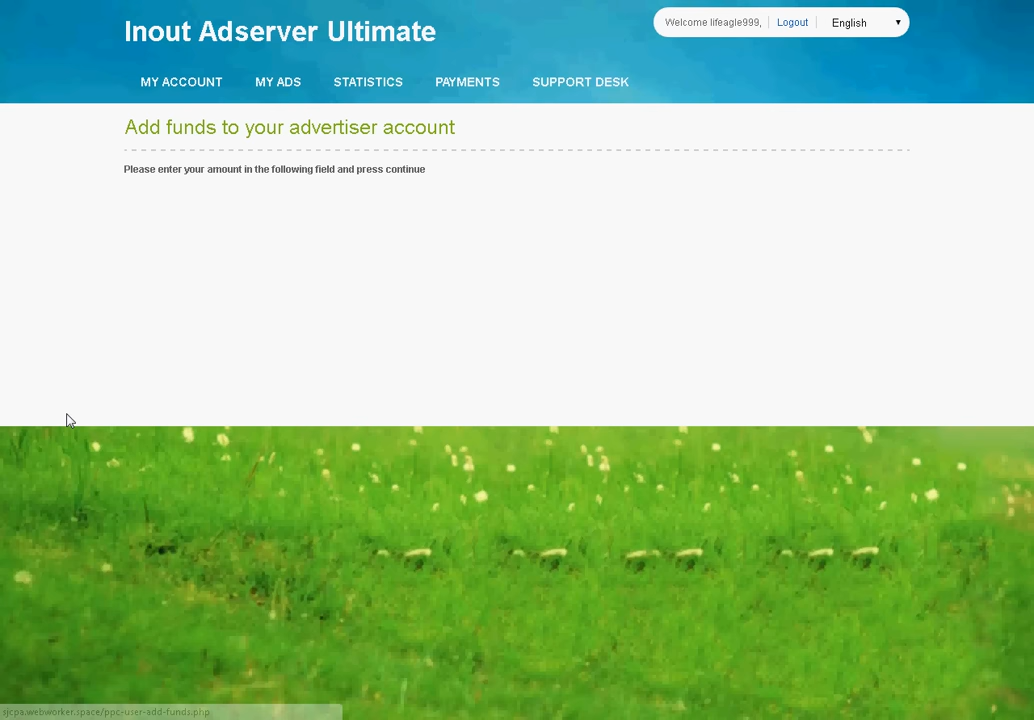 Inout Adserver Ultimate
Welcome lifeagle999,
Logout
English
MY ACCOUNT
MY ADS
STATISTICS
PAYMENTS
SUPPORT DESK
Add funds to your advertiser account
Please enter your amount in the following field and press continue
sjcpa.webworker.space/ppc-user-add-funds.php